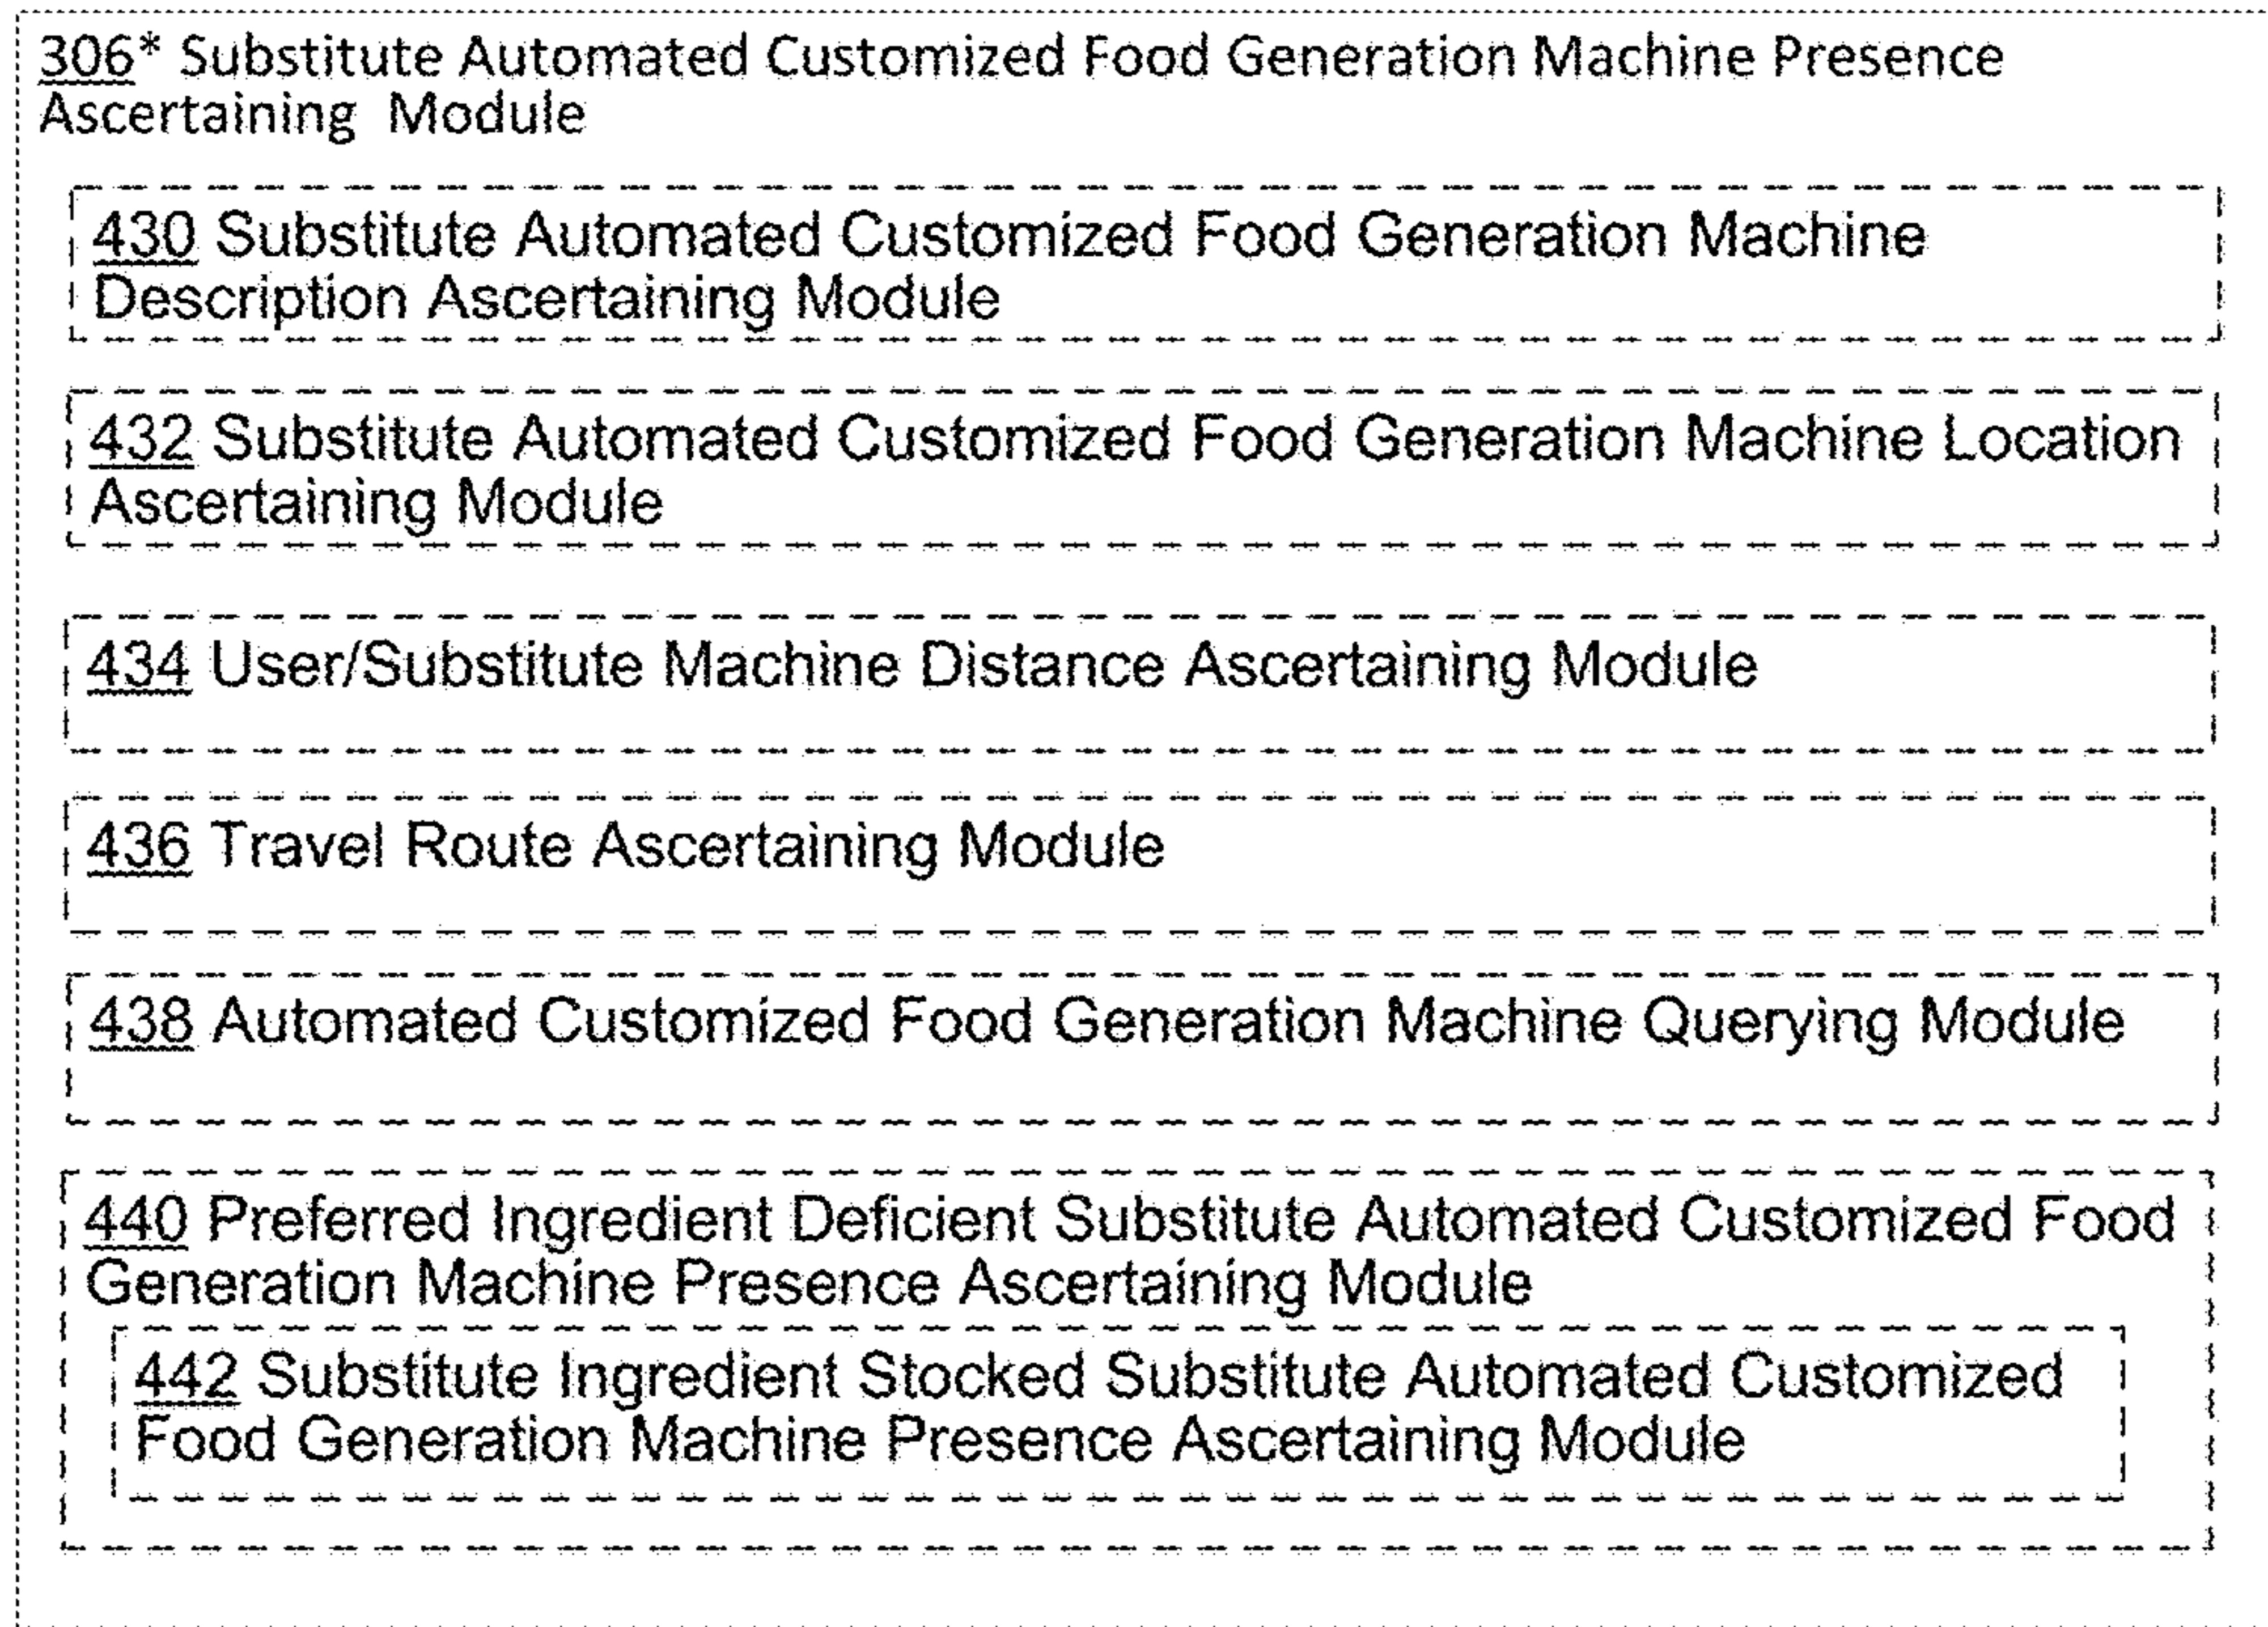 306* Substitute Automated Customized Food Generation Machine Presence
Ascertaining Module
430 Substitute Automated Customized Food Generation Machine
Description Ascertaining Module
432 Substitute Automated Customized Food Generation Machine Location
Ascertaining Module
434 User/Substitute Machine Distance Ascertaining Module
436 Travel Route Ascertaining Module
438 Automated Customized Food Generation Machine Querying Module
440 Preferred Ingredient Deficient Substitute Automated Customized Food
Generation Machine Presence Ascertaining Module
442 Substitute Ingredient Stocked Substitute Automated Customized
Food Generation Machine Presence Ascertaining Module